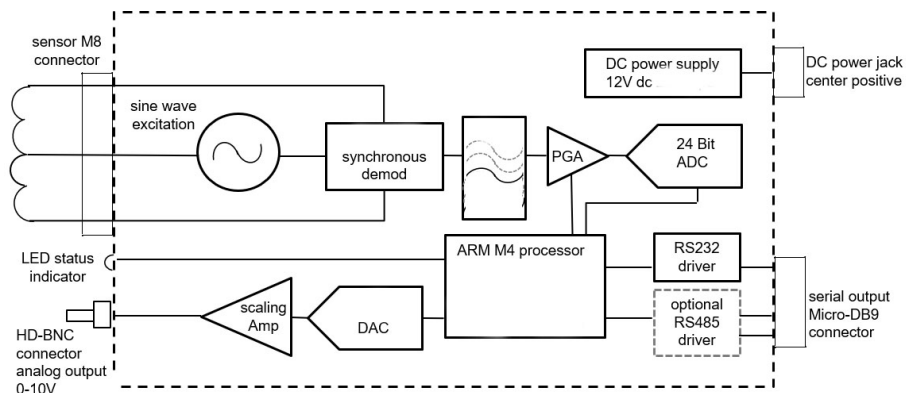 sensor M8
connector
sine wave
excitation
synchronous
demod
PGA
24 Bit
ADC
DC power supply
12V dc
DC power jack
center positive
LED status
indicator
ARM M4 processor
RS232
driver
optional
RS485
driver
serial output
Micro-DB9
connector
scaling
Amp
DAC
HD-BNC
connector
analog output
0-10V